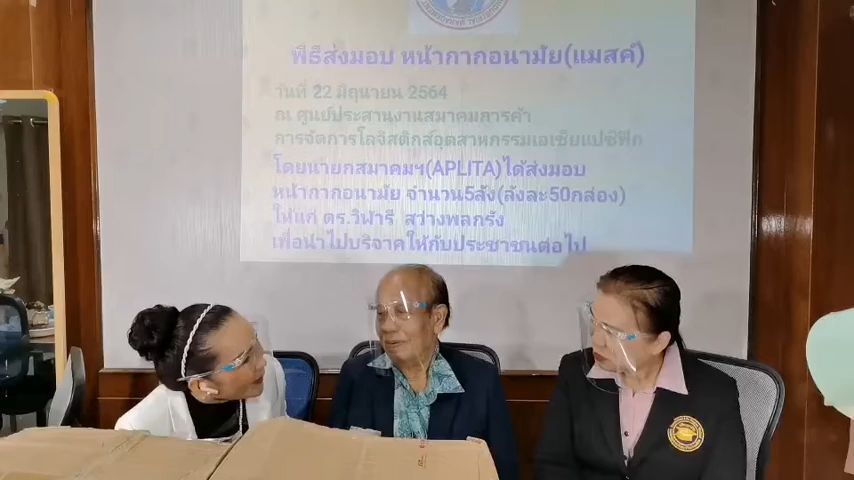 พิธีส่งมอบ หน้ากากอนามัย(แมสค์)
วันที่ 22 มิถุนายน 2564
ณ ศูนย์ประสานงานสมาคมการค้า
การจัดการโลจิสติกส์อุตสาหกรรมเอเชียแปซิฟิก
โดยนายกสมาคมฯ(APLITA)ได้ส่งมอบ
หน้ากากอนามัย จำนวน5ลัง(ลังละ50กล่อง)
ให้แก่ ดร.วิฬารี สว่างพลกรัง
เพื่อนำไปบริจาคให้กับประชาชนต่อไป